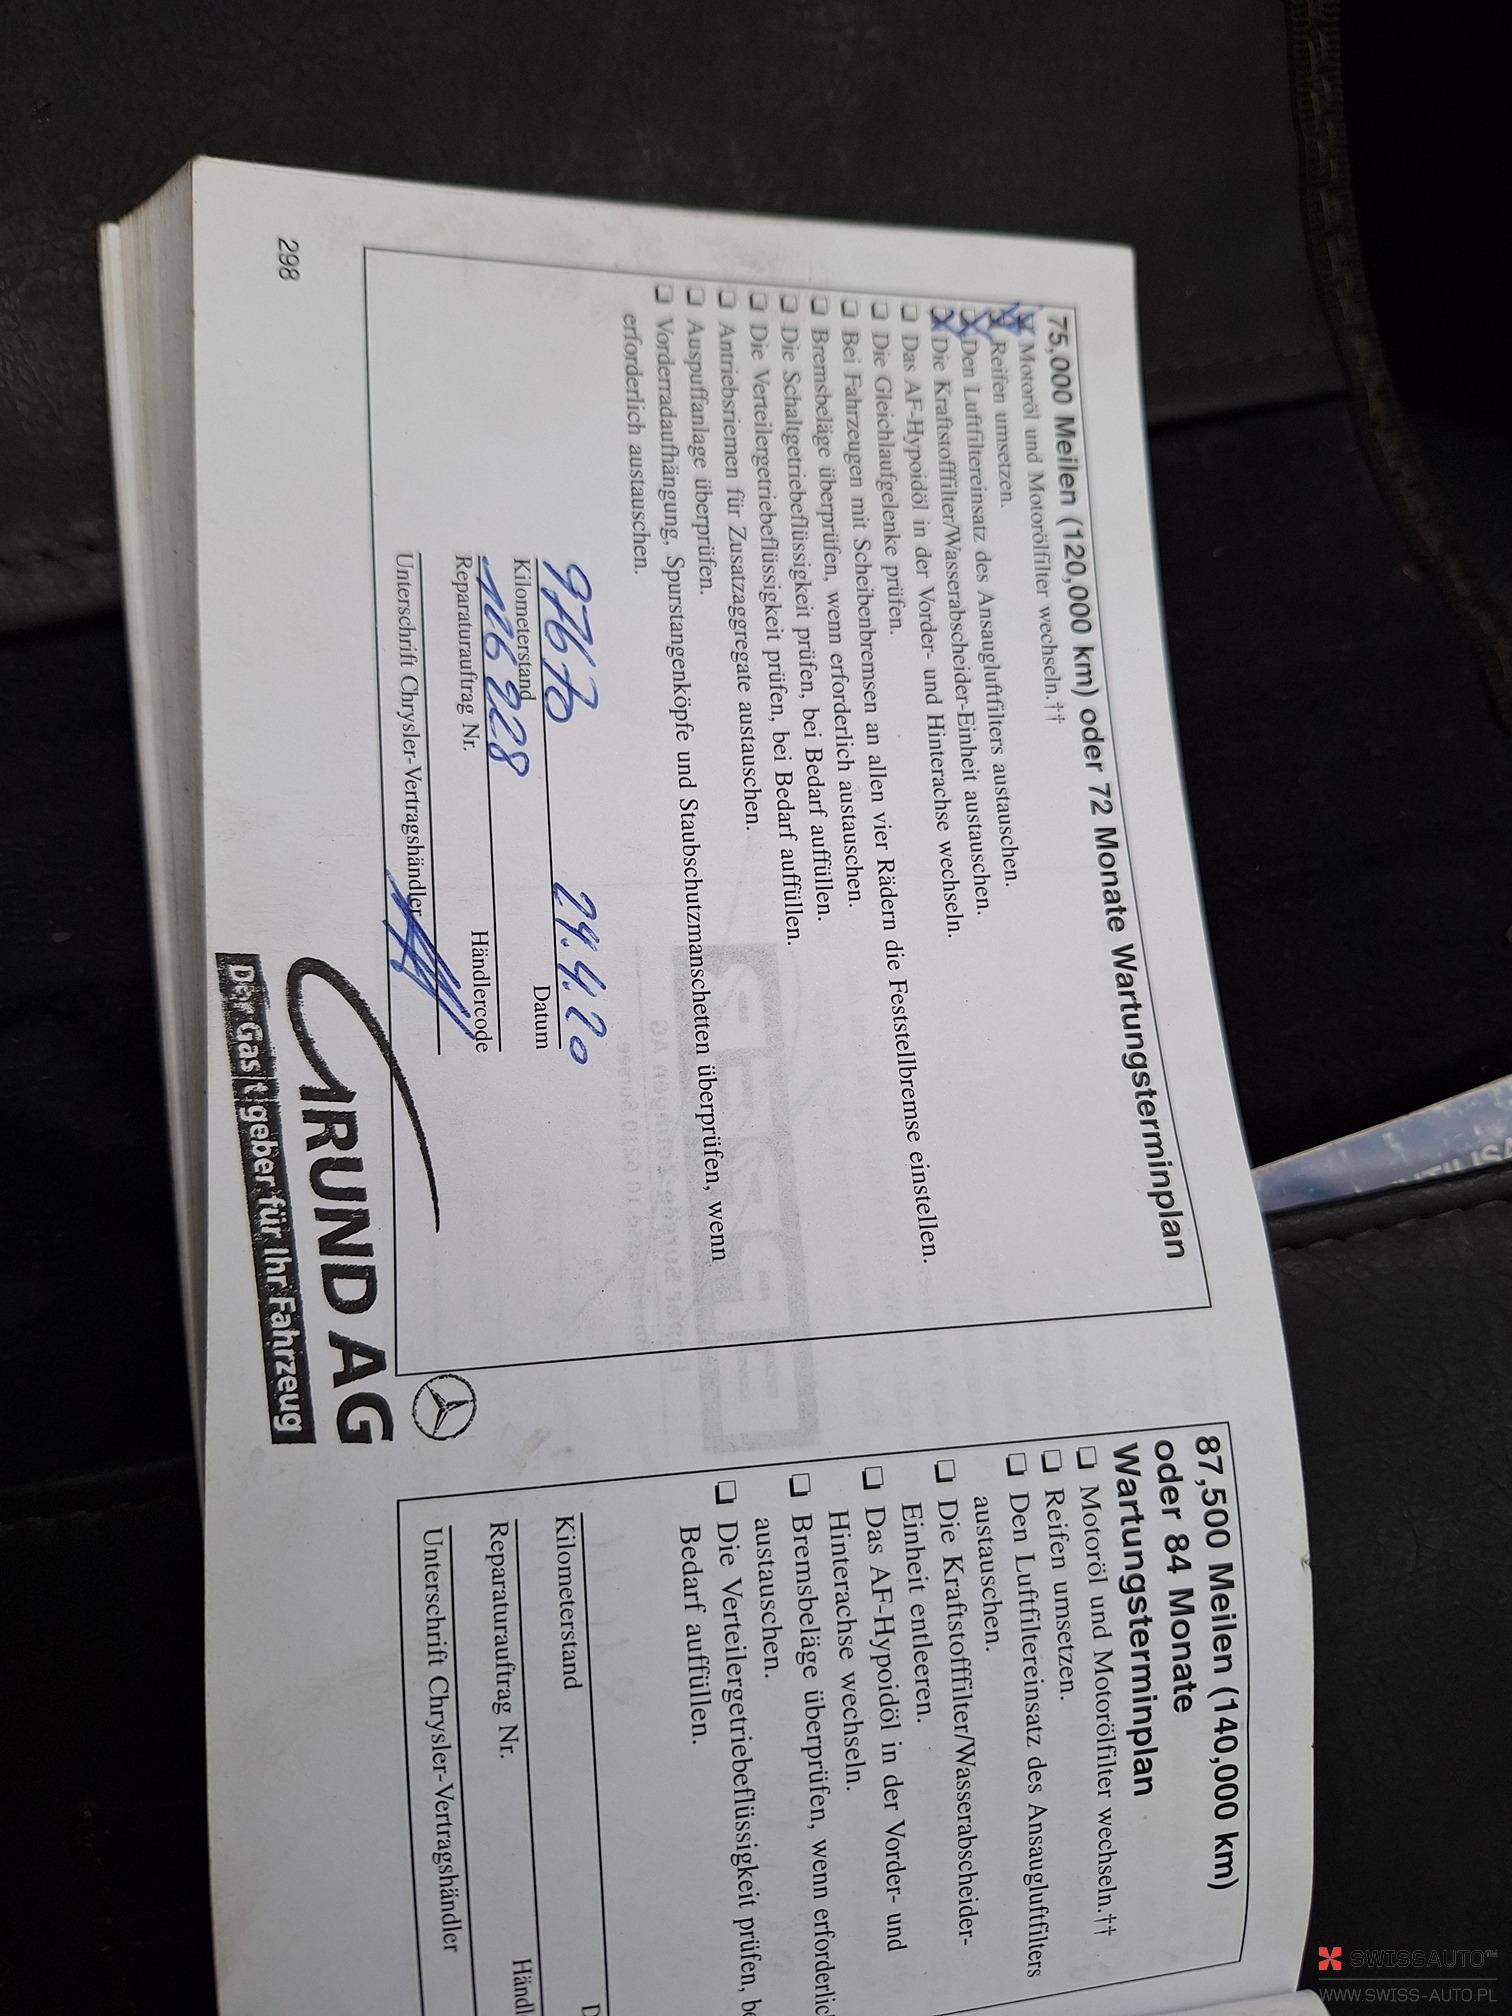 75,000 Meilen (120,000 km) oder 72 Monate Wartungsterminplan
Motoröl und Motorölfilter wechseln.††
Reifen umsetzen.
Den Luftfiltereinsatz des Ansaugluftfilters austauschen.
Die Kraftstofffilter/Wasserabscheider-Einheit austauschen.
❏ Das AF-Hypoidöl in der Vorder- und Hinterachse wechseln.
❏ Die Gleichlaufgelenke prüfen.
❏ Bei Fahrzeugen mit Scheibenbremsen an allen vier Rädern die Feststellbremse einstellen.
❏ Bremsbeläge überprüfen, wenn erforderlich austauschen.
❏ Die Schaltgetriebeflüssigkeit prüfen, bei Bedarf auffüllen.
❏ Die Verteilergetriebeflüssigkeit prüfen, bei Bedarf auffüllen.
❏ Antriebsriemen für Zusatzaggregate austauschen.
❏ Auspuffanlage überprüfen.
❏ Vorderradaufhängung, Spurstangenköpfe und Staubschutzmanschetten überprüfen, wenn
erforderlich austauschen.
97670 24.4.20
Kilometerstand Datum
126228
Reparaturauftrag Nr. Händlercode
Unterschrift Chrysler-Vertragshändler
GRUND AG
Der Gastgeber für Ihr Fahrzeug
298
87,500 Meilen (140,000 km)
oder 84 Monate
Wartungsterminplan
❏ Motoröl und Motorölfilter wechseln.††
❏ Reifen umsetzen.
❏ Den Luftfiltereinsatz des Ansaugluftfilters
austauschen.
❏ Die Kraftstofffilter/Wasserabscheider-
Einheit entleeren.
❏ Das AF-Hypoidöl in der Vorder- und
Hinterachse wechseln.
❏ Bremsbeläge überprüfen, wenn erforderlic
austauschen.
❏ Die Verteilergetriebeflüssigkeit prüfen, be
Bedarf auffüllen.
Kilometerstand D
Reparaturauftrag Nr. Händl
Unterschrift Chrysler-Vertragshändler
SWISSAUTO™
WWW.SWISS-AUTO.PL